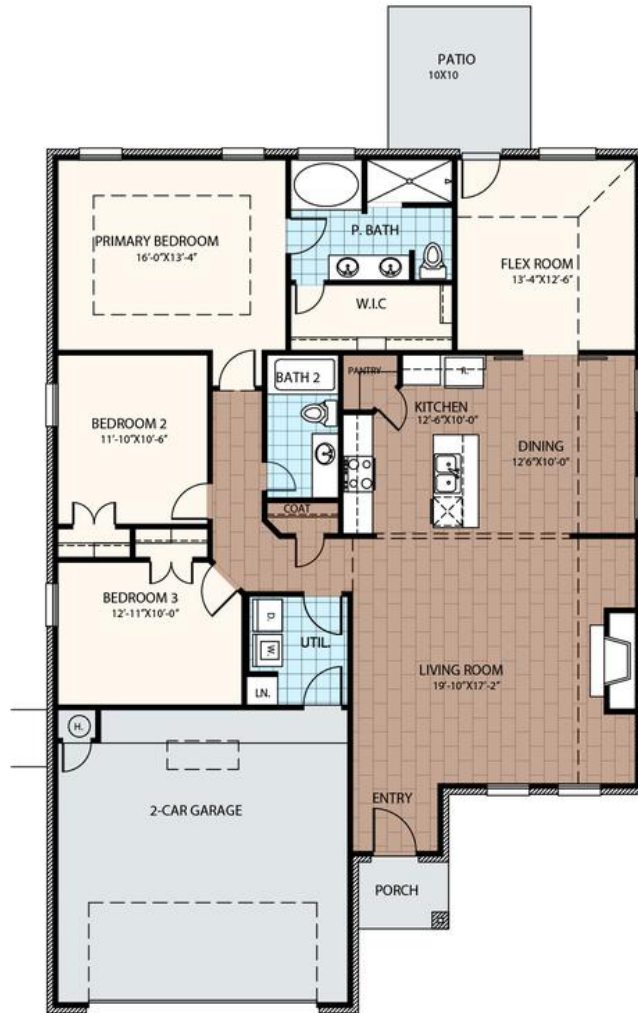 PATIO
10X10
PRIMARY BEDROOM
16'-0"X13'-4"
P. BATH
FLEX ROOM
13'-4"X12'-6"
W.I.C
BEDROOM 2
11'-10"X10'-6"
BATH 2
PANTRY
R.
KITCHEN
12'-6"X10'-0"
DINING
12'6"X10'-0"
COAT
BEDROOM 3
12'-11"X10'-0"
D.
W.
UTIL.
LN.
LIVING ROOM
19'-10"X17'-2"
H.
2-CAR GARAGE
ENTRY
PORCH